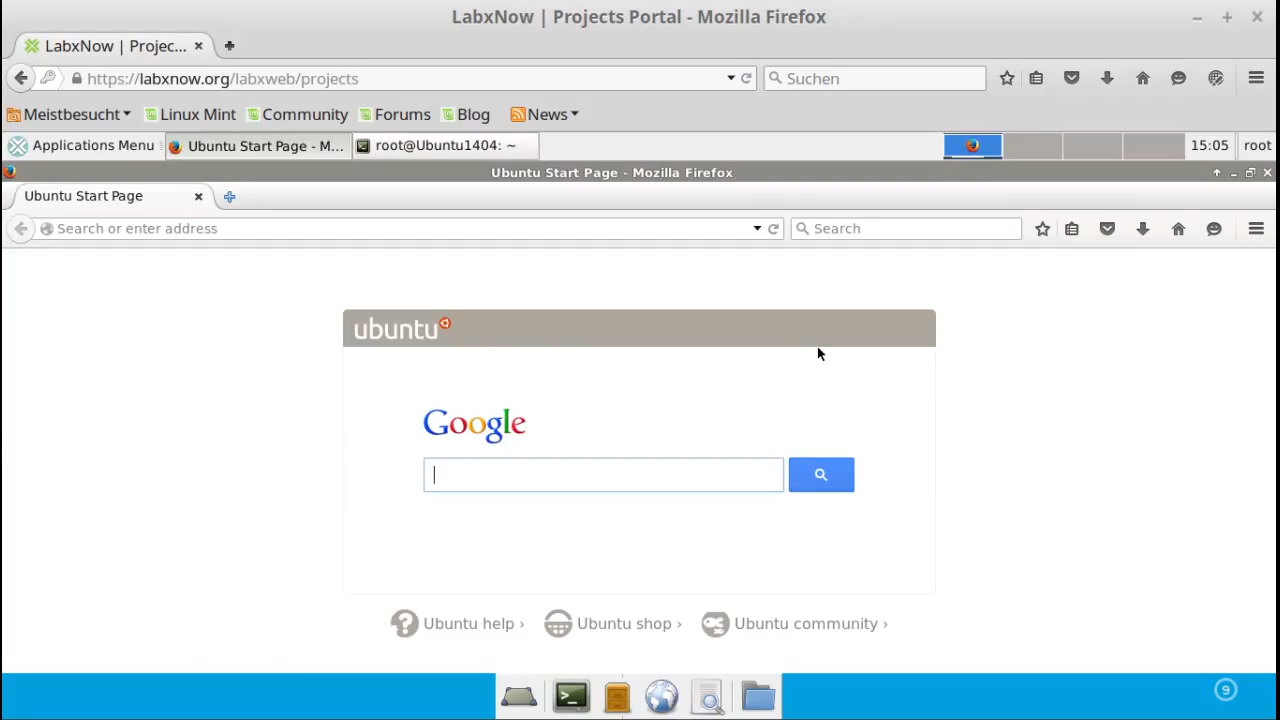 LabxNow | Projects Portal - Mozilla Firefox
LabxNow | Projec...
https://labxnow.org/labxweb/projects
Suchen
Meistbesucht Linux Mint Community Forums Blog News
Applications Menu Ubuntu Start Page - M... root@Ubuntu1404: ~ 15:05 root
Ubuntu Start Page - Mozilla Firefox
Ubuntu Start Page
Search or enter address Search
ubuntu
Google
Ubuntu help › Ubuntu shop › Ubuntu community ›
9